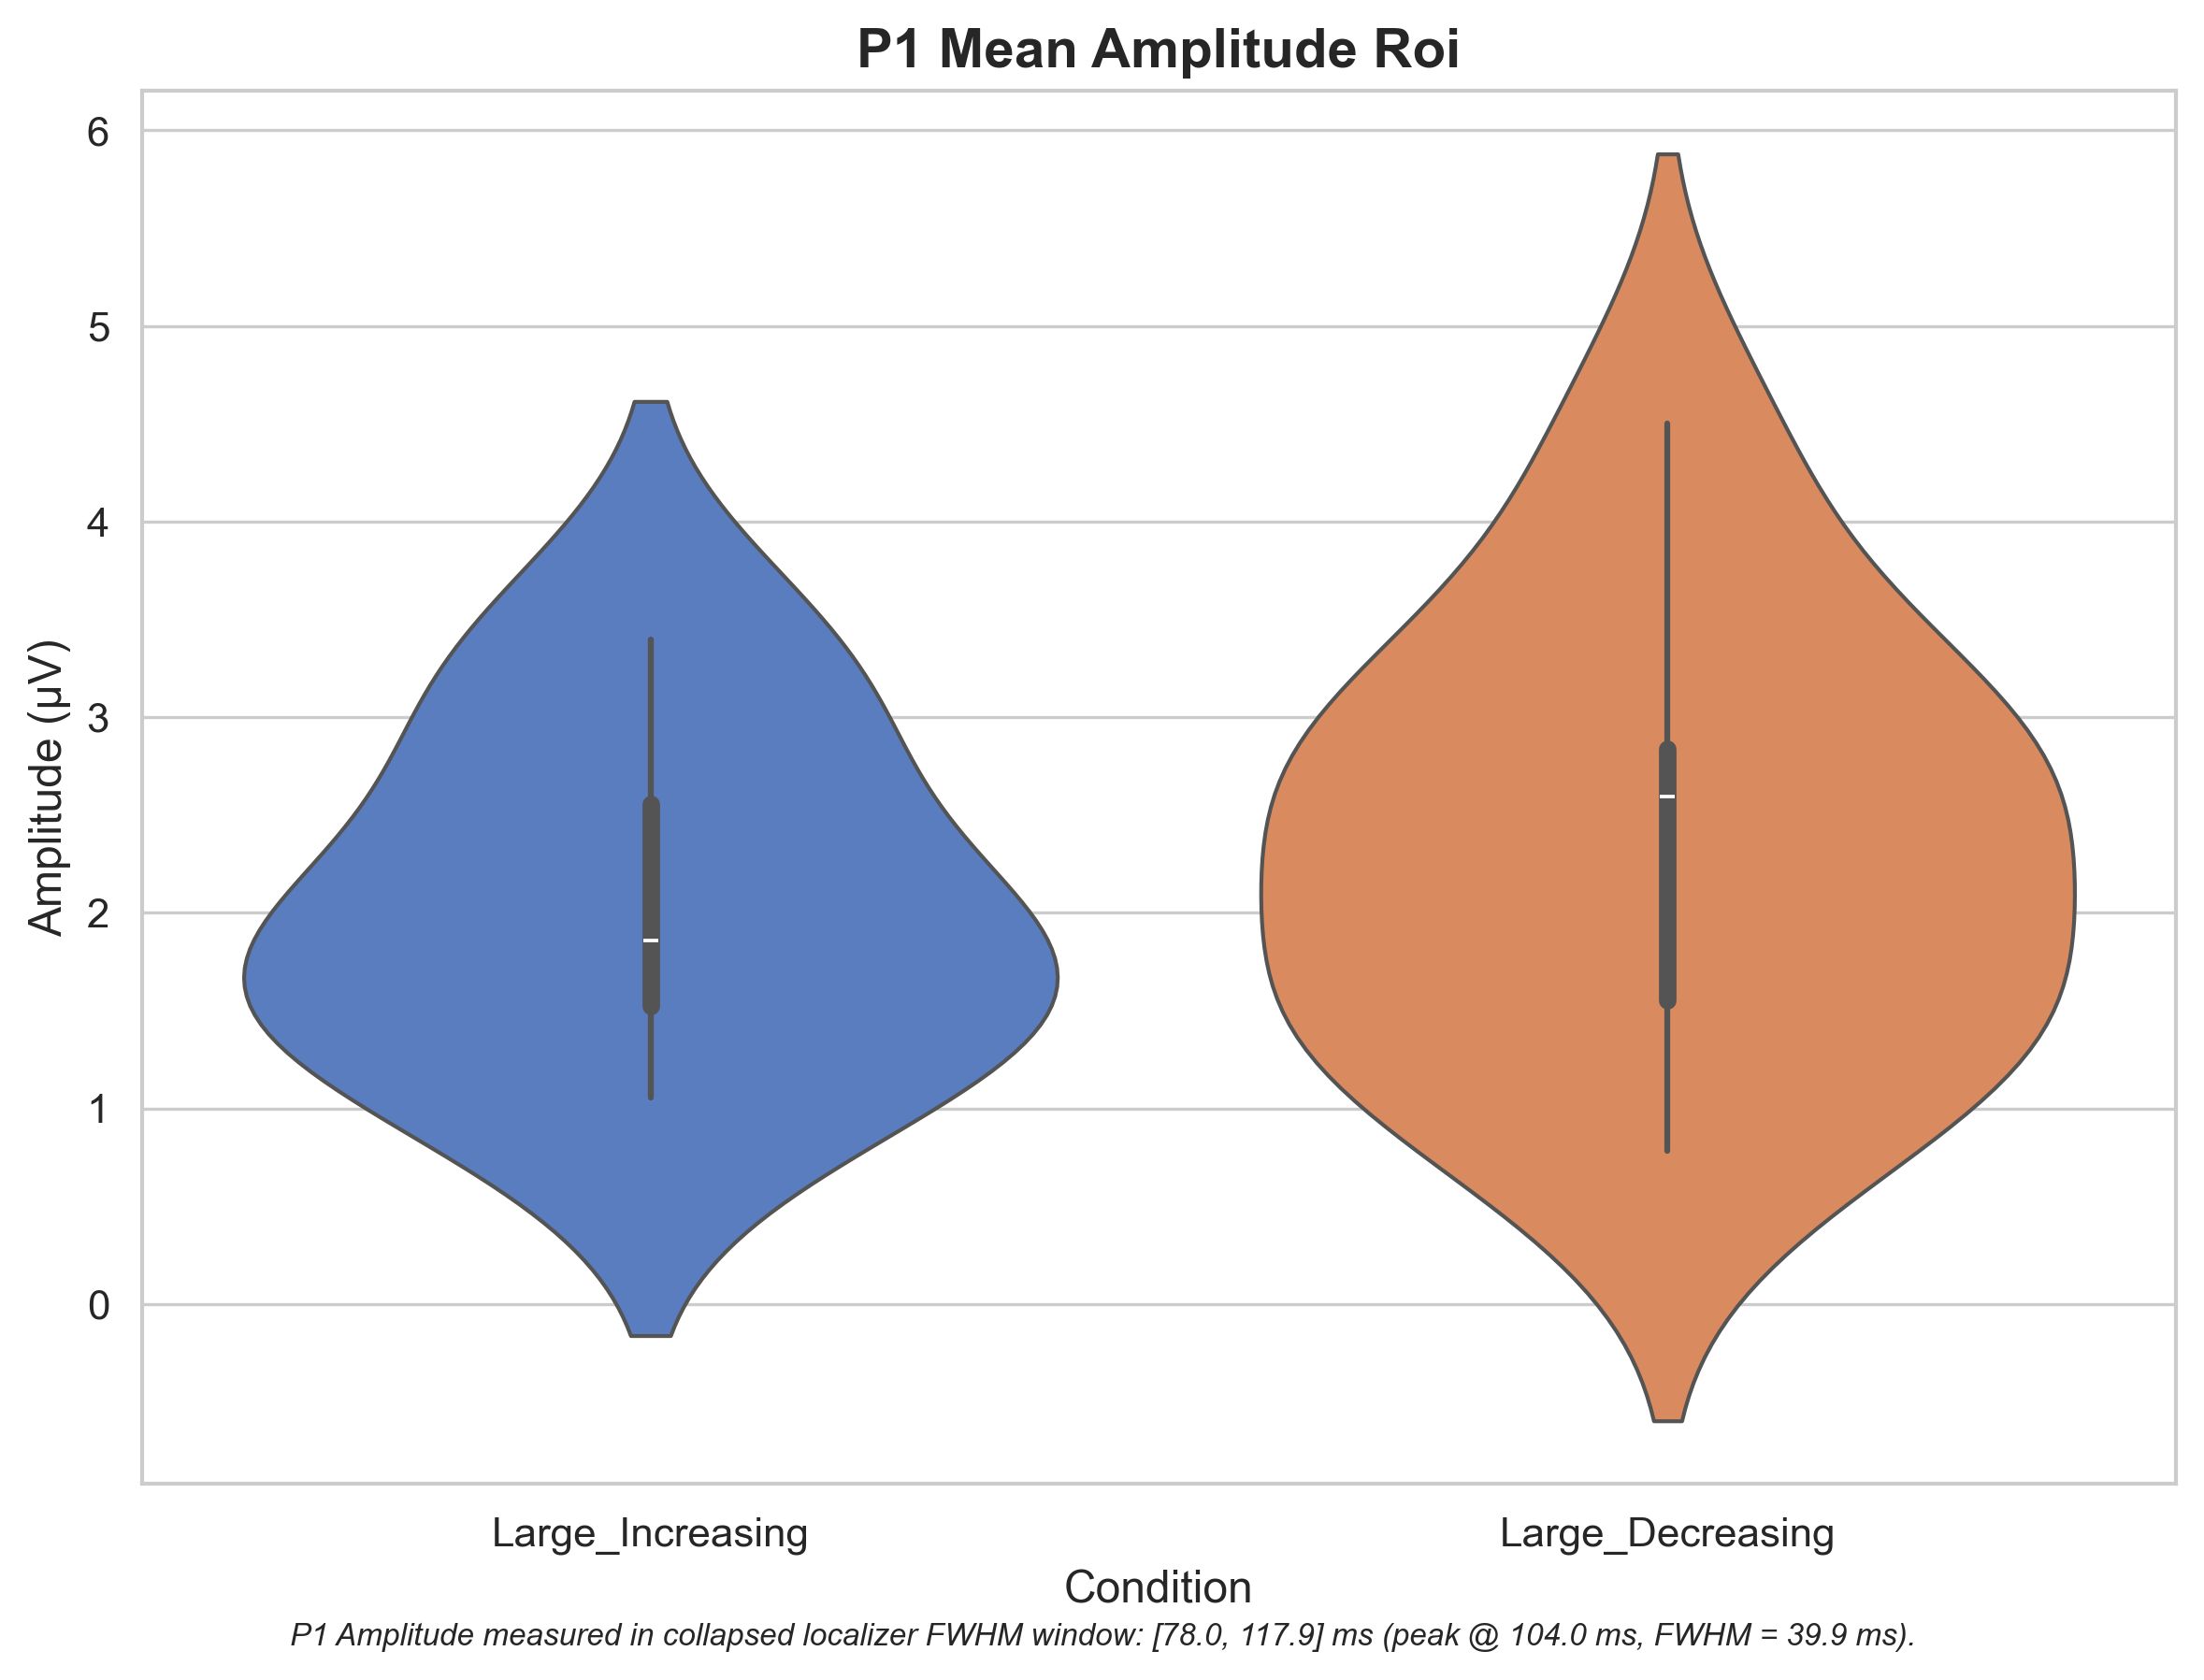 P1 Mean Amplitude Roi
Amplitude (µV)
6
5
4
3
2
1
0
Large_Increasing
Large_Decreasing
Condition
P1 Amplitude measured in collapsed localizer FWHM window: [78.0, 117.9] ms (peak @ 104.0 ms, FWHM = 39.9 ms).